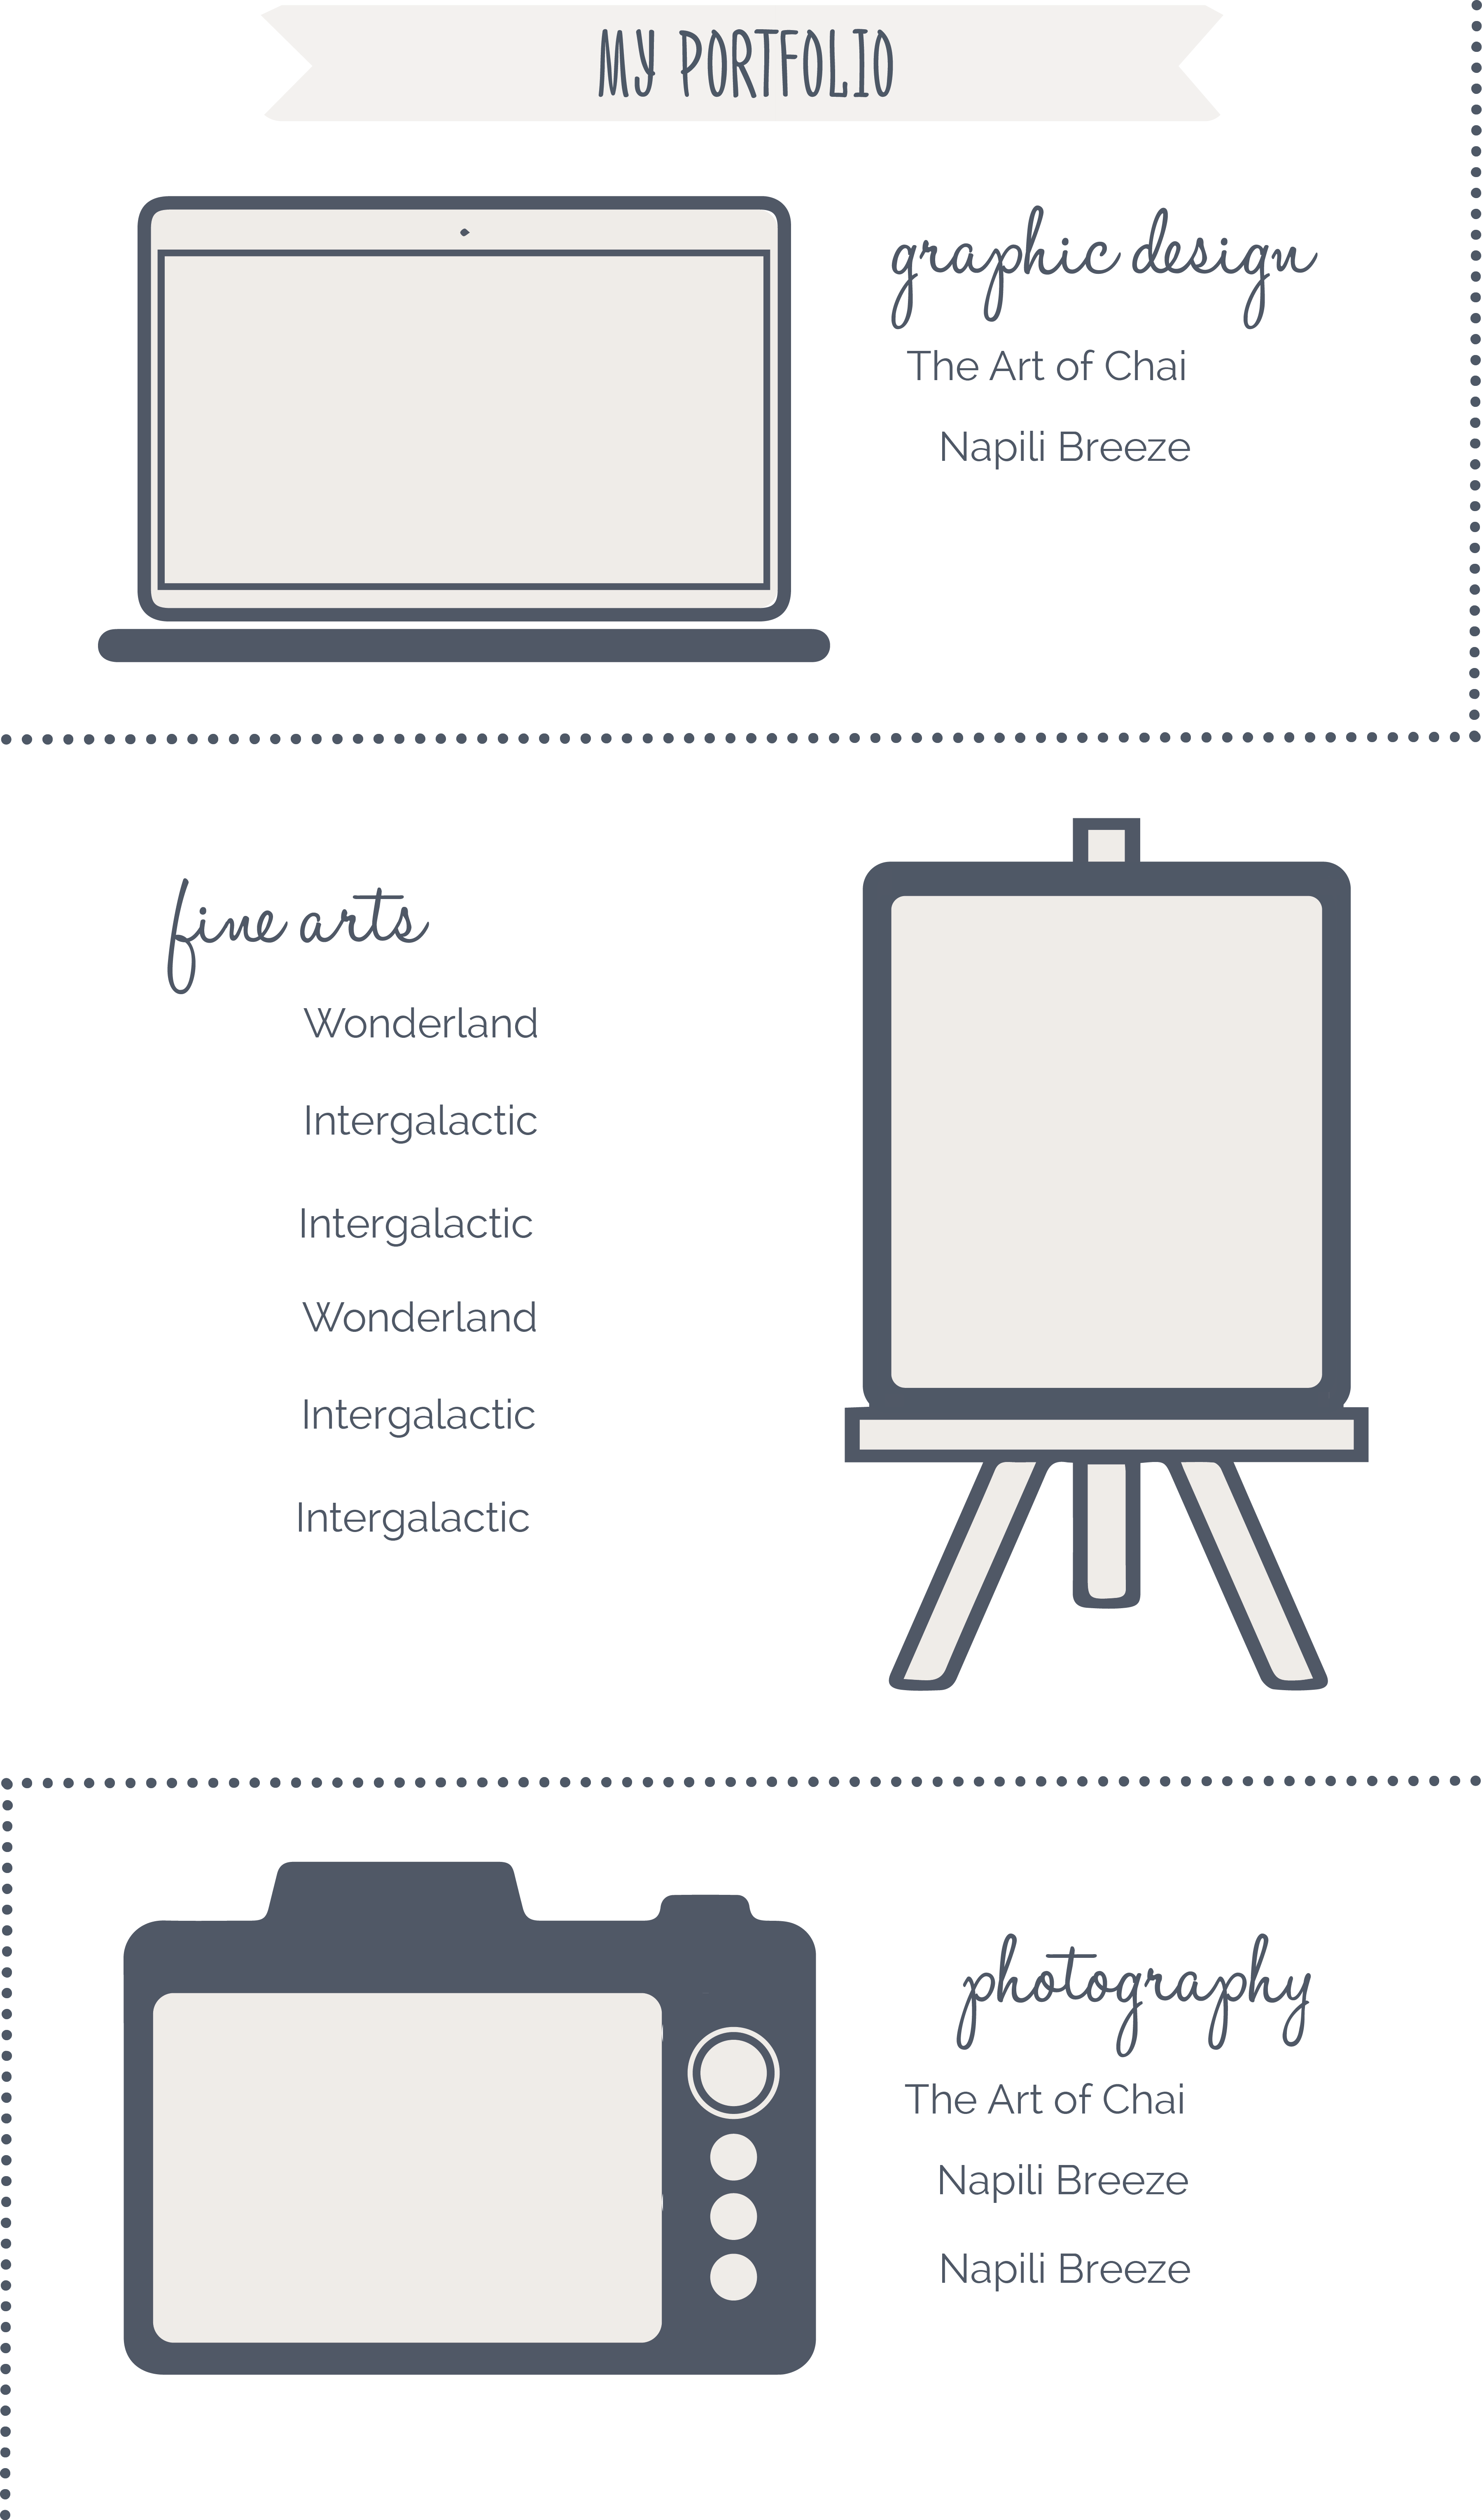 MY PORTFOLIO
graphic design
The Art of Chai
Napili Breeze
fine arts
Wonderland
Intergalactic
Intergalactic
Wonderland
Intergalactic
Intergalactic
photography
The Art of Chai
Napili Breeze
Napili Breeze